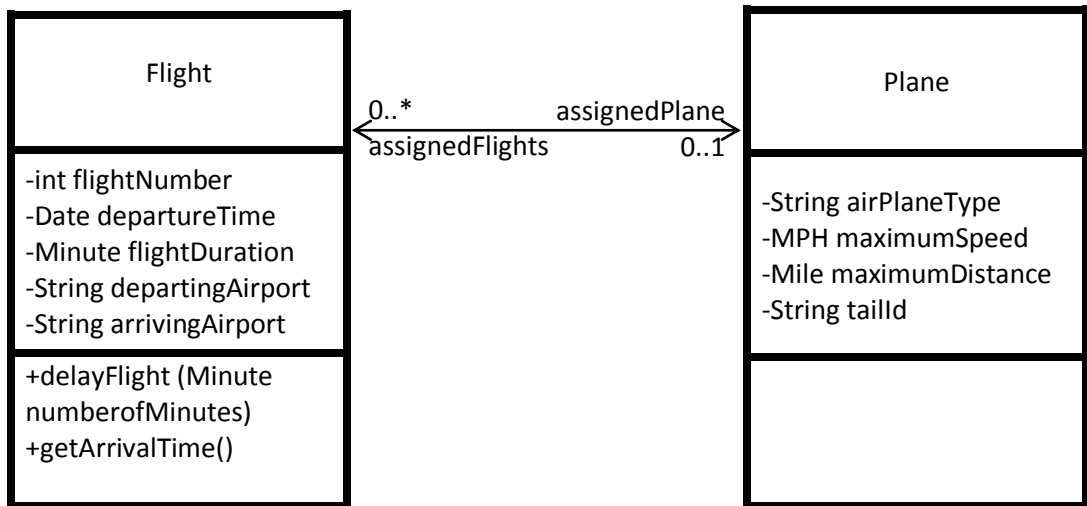 Flight
-int flightNumber
-Date departureTime
-Minute flightDuration
-String departingAirport
-String arrivingAirport
+delayFlight (Minute
numberofMinutes)
+getArrivalTime()
0..*
assignedPlane
assignedFlights
0..1
Plane
-String airPlaneType
-MPH maximumSpeed
-Mile maximumDistance
-String tailId